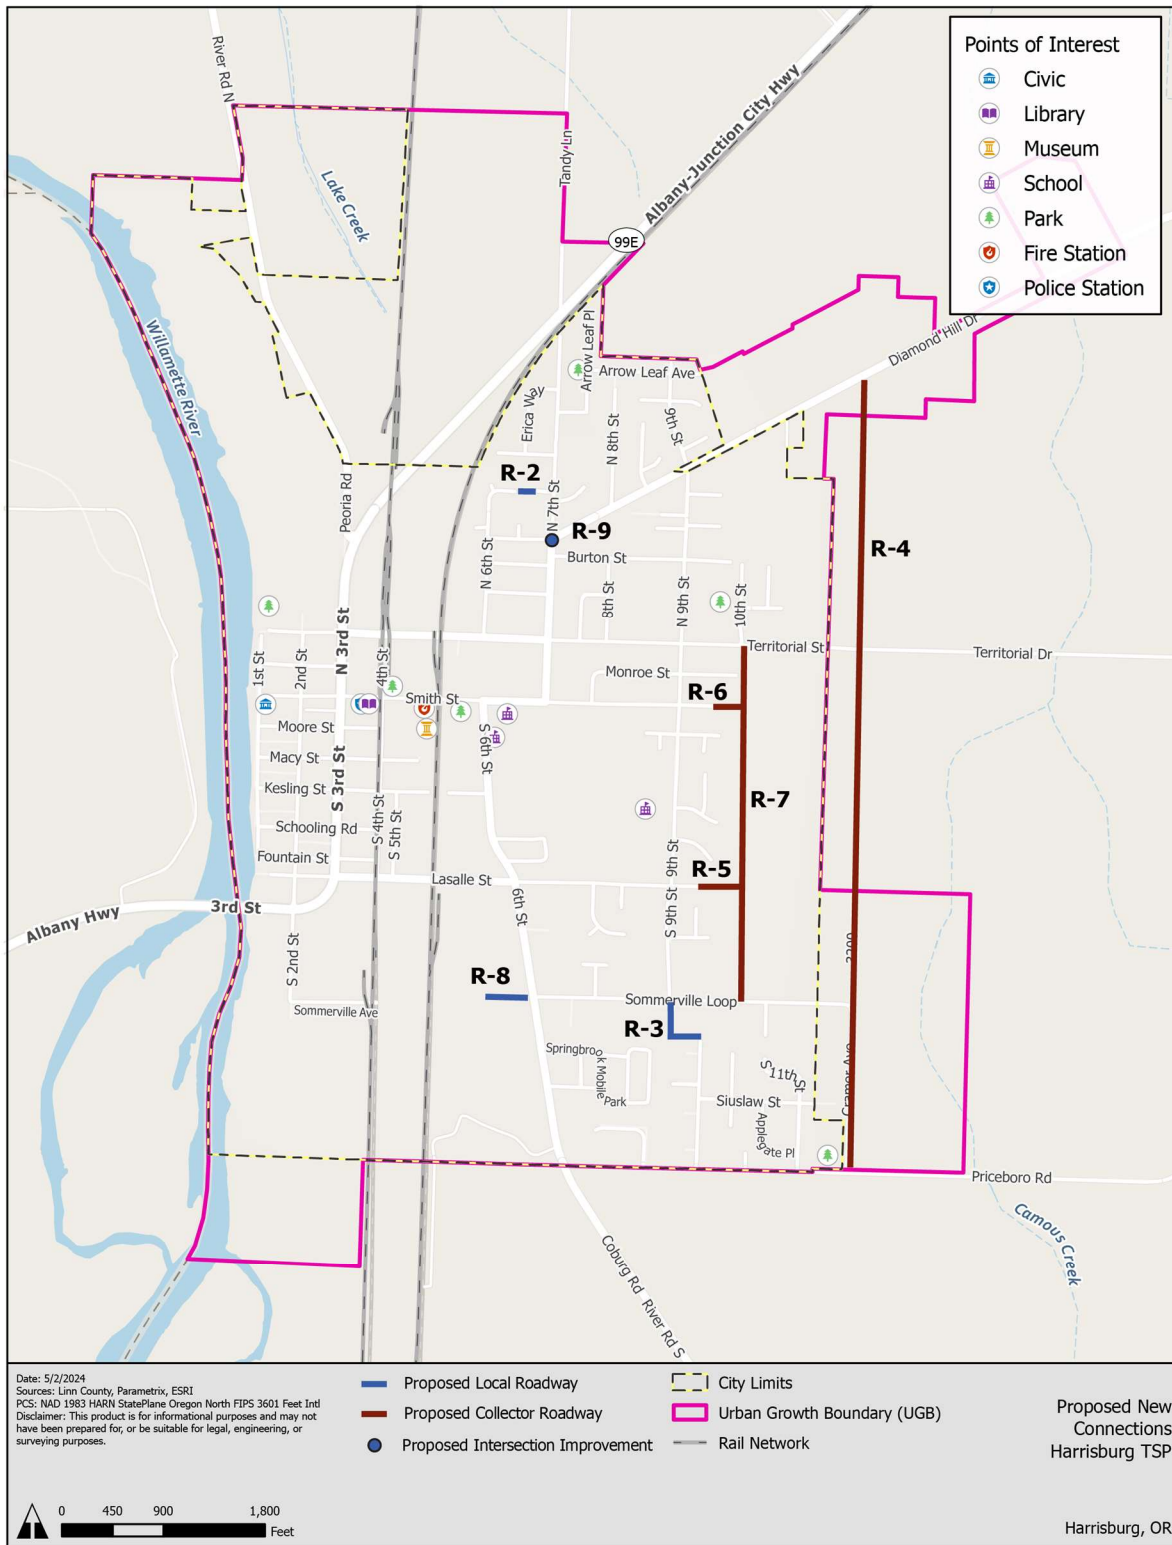 Points of Interest
Civic
Library
Museum
School
Park
Fire Station
Police Station
River Rd N
Lake Creek
Tandy Ln
Albany-Junction City Hwy
99E
Willamette River
Diamond Hill Dr
Arrow Leaf Pl
Arrow Leaf Ave
Erica Way
N 8th St
9th St
Peoria Rd
R-2
N 7th St
R-9
R-4
Burton St
N 6th St
8th St
N 9th St
10th St
N 3rd St
1st St
2nd St
4th St
Territorial St
Territorial Dr
Monroe St
R-6
Smith St
Moore St
S 6th St
Macy St
Kesling St
S 3rd St
R-7
Schooling Rd
S 4th St
S 5th St
Fountain St
9th St
R-5
Lasalle St
6th St
S 9th St
3rd St
Albany Hwy
S 2nd St
R-8
Sommerville Loop
Sommerville Ave
R-3
Springbrook Mobile Park
S 11th St
Siuslaw St
Cramer Ave
Applegate Pl
Priceboro Rd
Camous Creek
Coburg Rd
River Rd S
Date: 5/2/2024
Sources: Linn County, Parametrix, ESRI
PCS: NAD 1983 HARN StatePlane Oregon North FIPS 3601 Feet Intl
Disclaimer: This product is for informational purposes and may not
have been prepared for, or be suitable for legal, engineering, or
surveying purposes.
0 450 900 1,800
Feet
Proposed Local Roadway
Proposed Collector Roadway
Proposed Intersection Improvement
City Limits
Urban Growth Boundary (UGB)
Rail Network
Proposed New
Connections
Harrisburg TSP
Harrisburg, OR